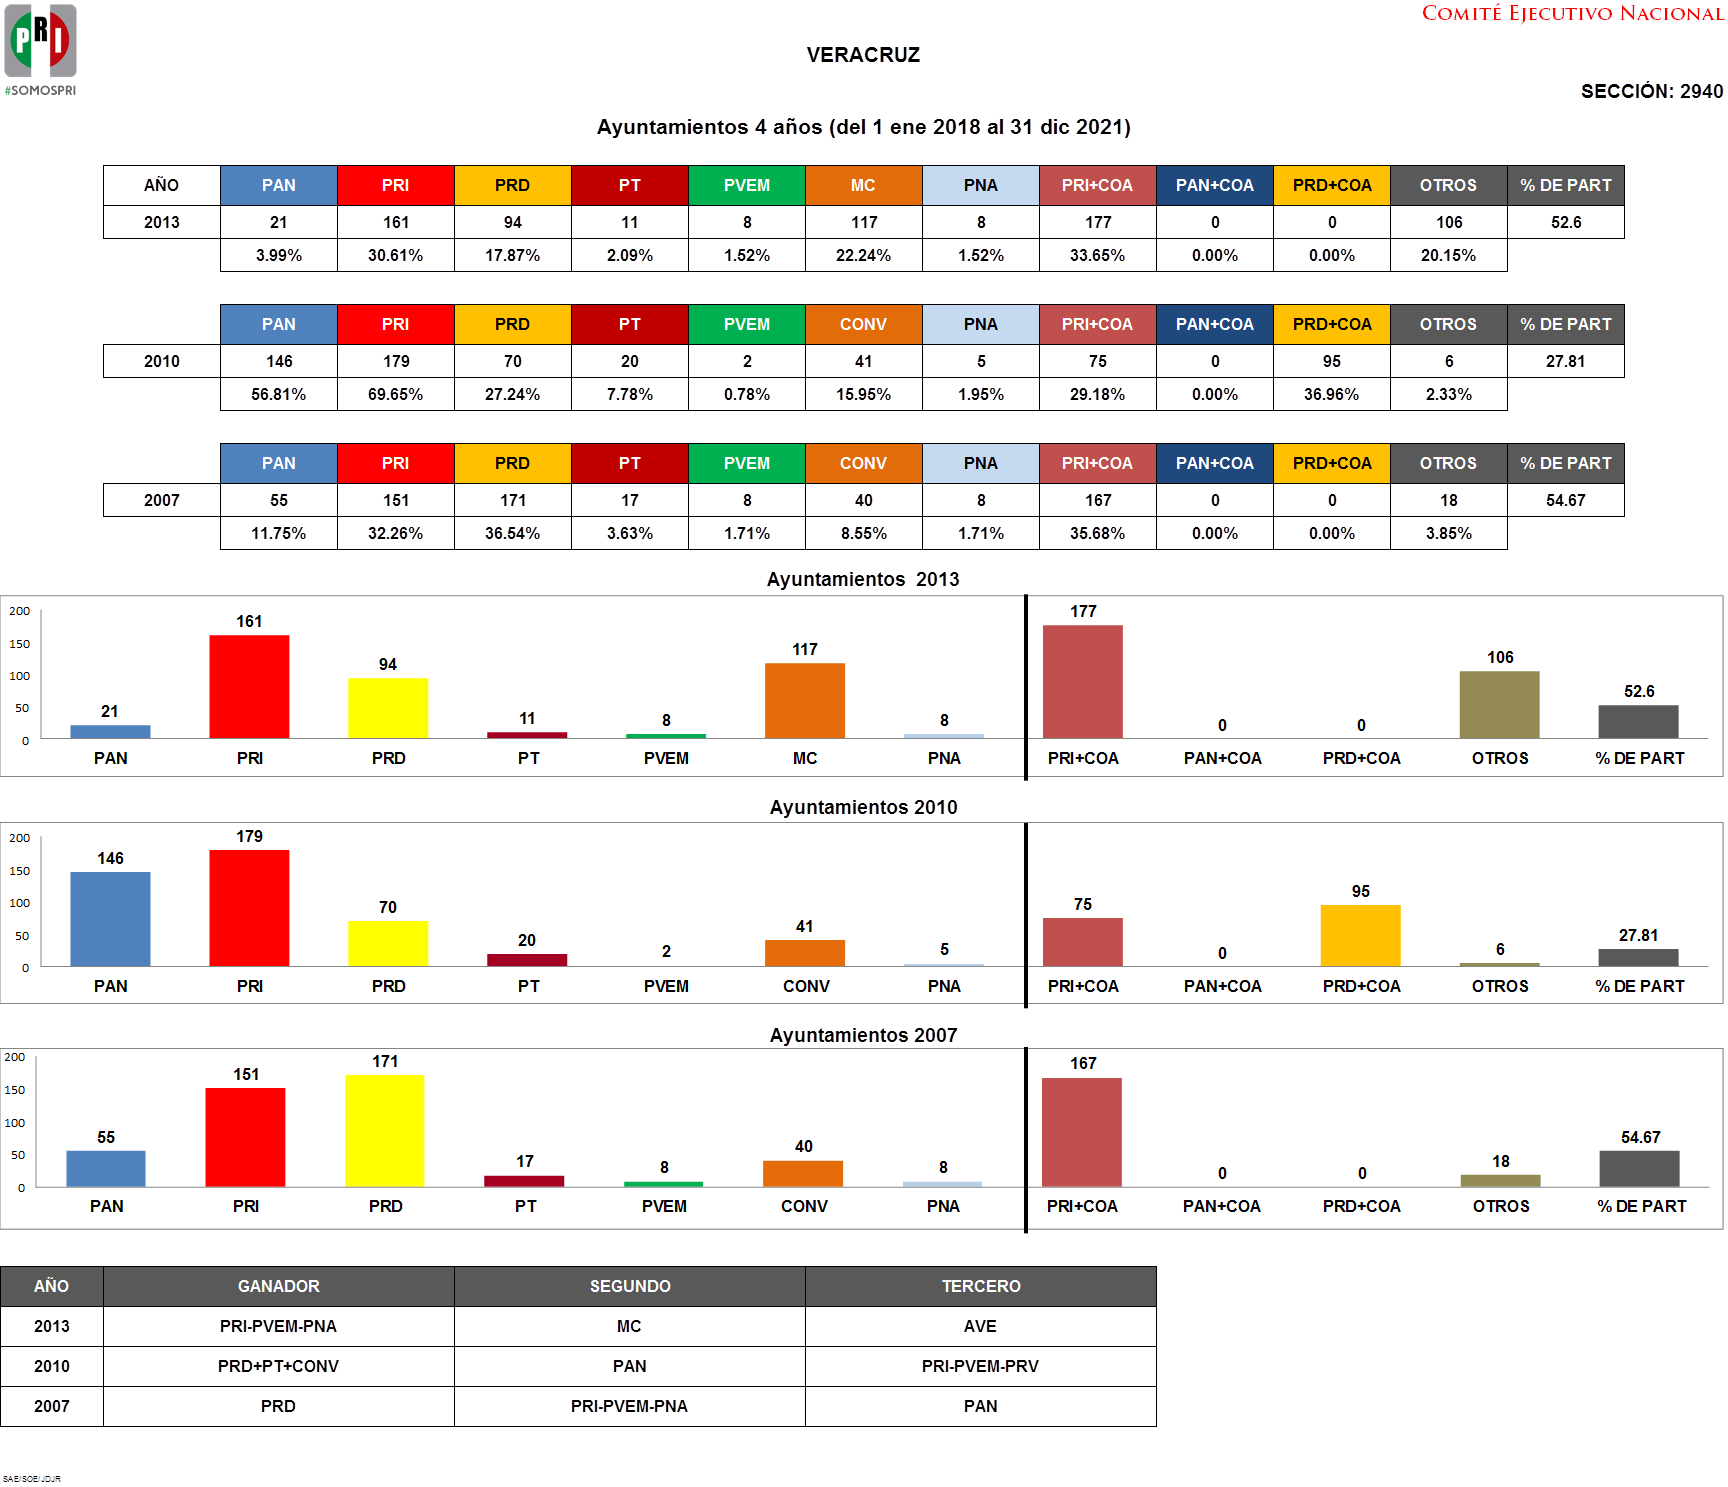 PRI
#SOMOSPRI
COMITÉ EJECUTIVO NACIONAL
VERACRUZ
SECCIÓN: 2940
Ayuntamientos 4 años (del 1 ene 2018 al 31 dic 2021)
AÑO PAN PRI PRD PT PVEM MC PNA PRI+COA PAN+COA PRD+COA OTROS % DE PART
2013 21 161 94 11 8 117 8 177 0 0 106 52.6
3.99% 30.61% 17.87% 2.09% 1.52% 22.24% 1.52% 33.65% 0.00% 0.00% 20.15%
PAN PRI PRD PT PVEM CONV PNA PRI+COA PAN+COA PRD+COA OTROS % DE PART
2010 146 179 70 20 2 41 5 75 0 95 6 27.81
56.81% 69.65% 27.24% 7.78% 0.78% 15.95% 1.95% 29.18% 0.00% 36.96% 2.33%
PAN PRI PRD PT PVEM CONV PNA PRI+COA PAN+COA PRD+COA OTROS % DE PART
2007 55 151 171 17 8 40 8 167 0 0 18 54.67
11.75% 32.26% 36.54% 3.63% 1.71% 8.55% 1.71% 35.68% 0.00% 0.00% 3.85%
Ayuntamientos 2013
200
150
100
50
0
21 161 94 11 8 117 8 177 0 0 106 52.6
PAN PRI PRD PT PVEM MC PNA PRI+COA PAN+COA PRD+COA OTROS % DE PART
Ayuntamientos 2010
200
150
100
50
0
146 179 70 20 2 41 5 75 0 95 6 27.81
PAN PRI PRD PT PVEM CONV PNA PRI+COA PAN+COA PRD+COA OTROS % DE PART
Ayuntamientos 2007
200
150
100
50
0
55 151 171 17 8 40 8 167 0 0 18 54.67
PAN PRI PRD PT PVEM CONV PNA PRI+COA PAN+COA PRD+COA OTROS % DE PART
AÑO GANADOR SEGUNDO TERCERO
2013 PRI-PVEM-PNA MC AVE
2010 PRD+PT+CONV PAN PRI-PVEM-PRV
2007 PRD PRI-PVEM-PNA PAN
SAE/SOE/JDJR